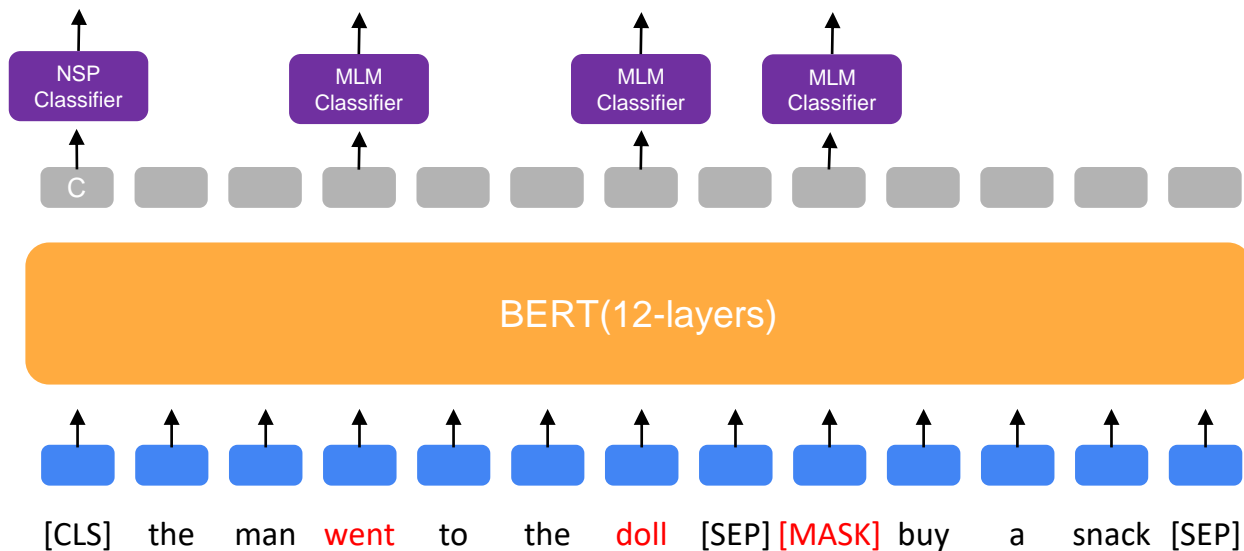 NSP
Classifier
MLM
Classifier
MLM
Classifier
MLM
Classifier
C
BERT(12-layers)
[CLS] the man went to the doll [SEP] [MASK] buy a snack [SEP]